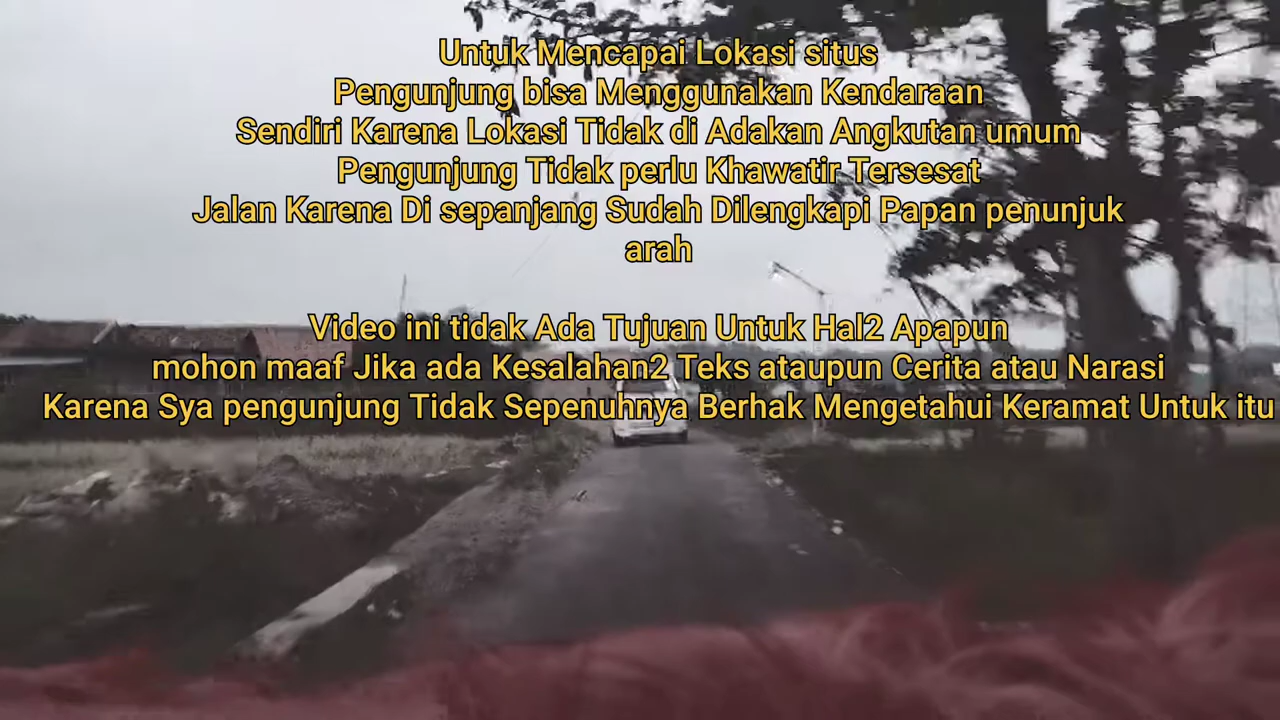 Untuk Mencapai Lokasi situs
Pengunjung bisa Menggunakan Kendaraan
Sendiri Karena Lokasi Tidak di Adakan Angkutan umum
Pengunjung Tidak perlu Khawatir Tersesat
Jalan Karena Di sepanjang Sudah Dilengkapi Papan penunjuk
arah
Video ini tidak Ada Tujuan Untuk Hal2 Apapun
mohon maaf Jika ada Kesalahan2 Teks ataupun Cerita atau Narasi
Karena Sya pengunjung Tidak Sepenuhnya Berhak Mengetahui Keramat Untuk itu